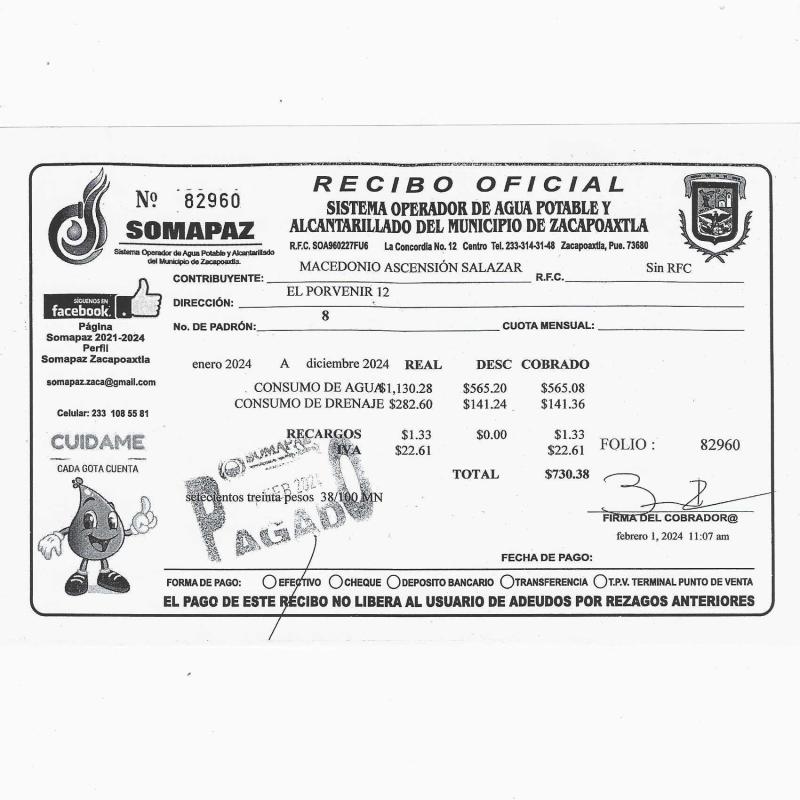 Nº 82960
RECIBO OFICIAL
SOMAPAZ
Sistema Operador de Agua Potable y Alcantarillado
del Municipio de Zacapoaxtla.
SISTEMA OPERADOR DE AGUA POTABLE Y
ALCANTARILLADO DEL MUNICIPIO DE ZACAPOAXTLA
R.F.C. SOA960227FU6 La Concordia No. 12 Centro Tel. 233-314-31-48 Zacapoaxtla, Pue. 73680
CONTRIBUYENTE: MACEDONIO ASCENSIÓN SALAZAR R.F.C. Sin RFC
DIRECCIÓN: EL PORVENIR 12
No. DE PADRÓN: 8 CUOTA MENSUAL:
SÍGUENOS EN
facebook.
Página
Somapaz 2021-2024
Perfil
Somapaz Zacapoaxtla
somapaz.zaca@gmail.com
Celular: 233 108 55 81
CUIDAME
CADA GOTA CUENTA
enero 2024 A diciembre 2024 REAL DESC COBRADO
CONSUMO DE AGUA $1,130.28 $565.20 $565.08
CONSUMO DE DRENAJE $282.60 $141.24 $141.36
RECARGOS $1.33 $0.00 $1.33
IVA $22.61 $22.61
FOLIO : 82960
TOTAL $730.38
setecientos treinta pesos 38/100 MN
SOMAPAZ
FEB 2024
PAGADO
FIRMA DEL COBRADOR@
febrero 1, 2024 11:07 am
FECHA DE PAGO:
FORMA DE PAGO: EFECTIVO CHEQUE DEPOSITO BANCARIO TRANSFERENCIA T.P.V. TERMINAL PUNTO DE VENTA
EL PAGO DE ESTE RECIBO NO LIBERA AL USUARIO DE ADEUDOS POR REZAGOS ANTERIORES